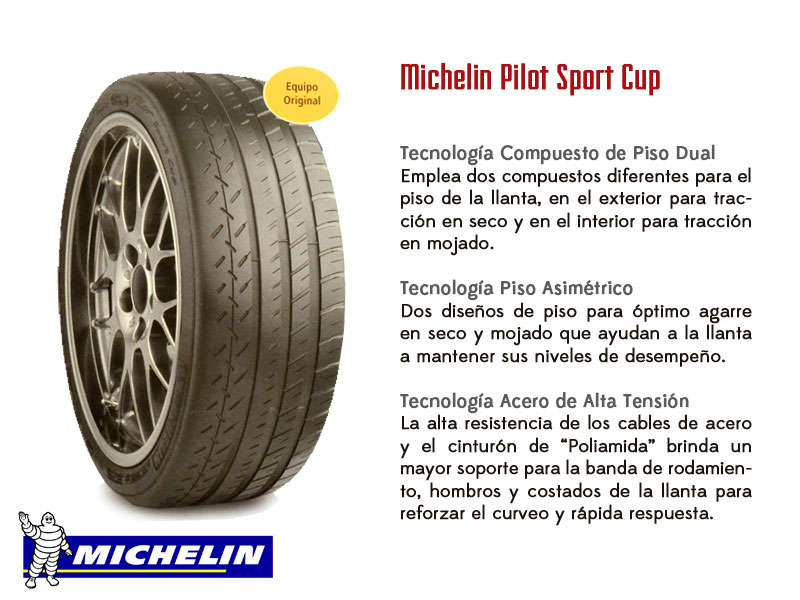 Equipo
Original
Michelin Pilot Sport Cup
Tecnología Compuesto de Piso Dual
Emplea dos compuestos diferentes para el
piso de la llanta, en el exterior para trac-
ción en seco y en el interior para tracción
en mojado.
Tecnología Piso Asimétrico
Dos diseños de piso para óptimo agarre
en seco y mojado que ayudan a la llanta
a mantener sus niveles de desempeño.
Tecnología Acero de Alta Tensión
La alta resistencia de los cables de acero
y el cinturón de “Poliamida” brinda un
mayor soporte para la banda de rodamien-
to, hombros y costados de la llanta para
reforzar el curveo y rápida respuesta.
MICHELIN